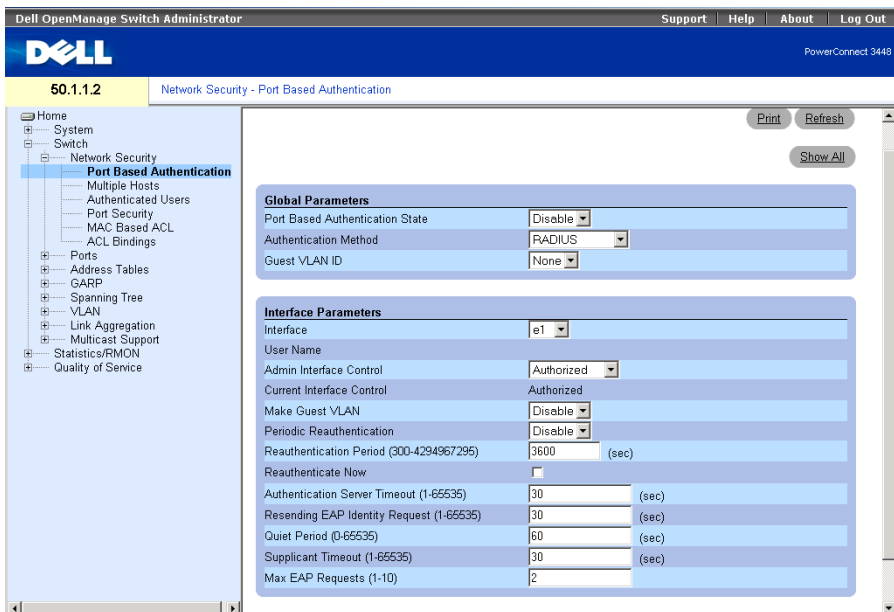 Dell OpenManage Switch Administrator
Support | Help | About | Log Out
DELL
PowerConnect 3448
50.1.1.2
Network Security - Port Based Authentication
Home
System
Switch
Network Security
Port Based Authentication
Multiple Hosts
Authenticated Users
Port Security
MAC Based ACL
ACL Bindings
Ports
Address Tables
GARP
Spanning Tree
VLAN
Link Aggregation
Multicast Support
Statistics/RMON
Quality of Service
Print Refresh
Show All
Global Parameters
Port Based Authentication State Disable
Authentication Method RADIUS
Guest VLAN ID None
Interface Parameters
Interface e1
User Name
Admin Interface Control Authorized
Current Interface Control Authorized
Make Guest VLAN Disable
Periodic Reauthentication Disable
Reauthentication Period (300-4294967295) 3600 (sec)
Reauthenticate Now
Authentication Server Timeout (1-65535) 30 (sec)
Resending EAP Identity Request (1-65535) 30 (sec)
Quiet Period (0-65535) 60 (sec)
Supplicant Timeout (1-65535) 30 (sec)
Max EAP Requests (1-10) 2